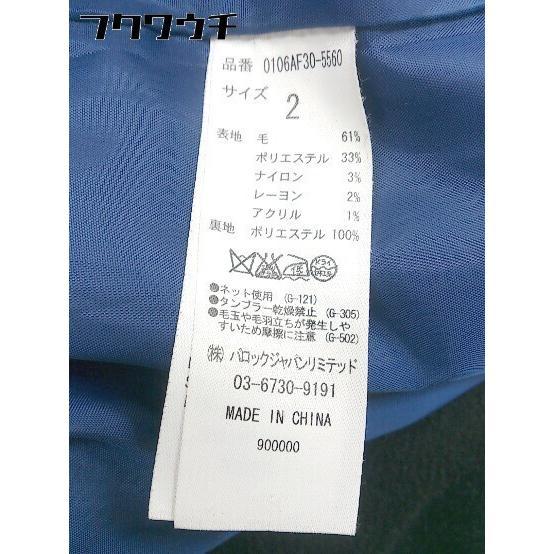 フクワウチ
品番 0106AF30-5560
サイズ 2
表地 毛 61%
ポリエステル 33%
ナイロン 3%
レーヨン 2%
アクリル 1%
裏地 ポリエステル 100%
●ネット使用 (G-121)
●タンブラー乾燥禁止 (G-305)
●毛玉や毛羽立ちが発生しや
すいため摩擦に注意 (G-502)
㈱ バロックジャパンリミテッド
03-6730-9191
MADE IN CHINA
900000